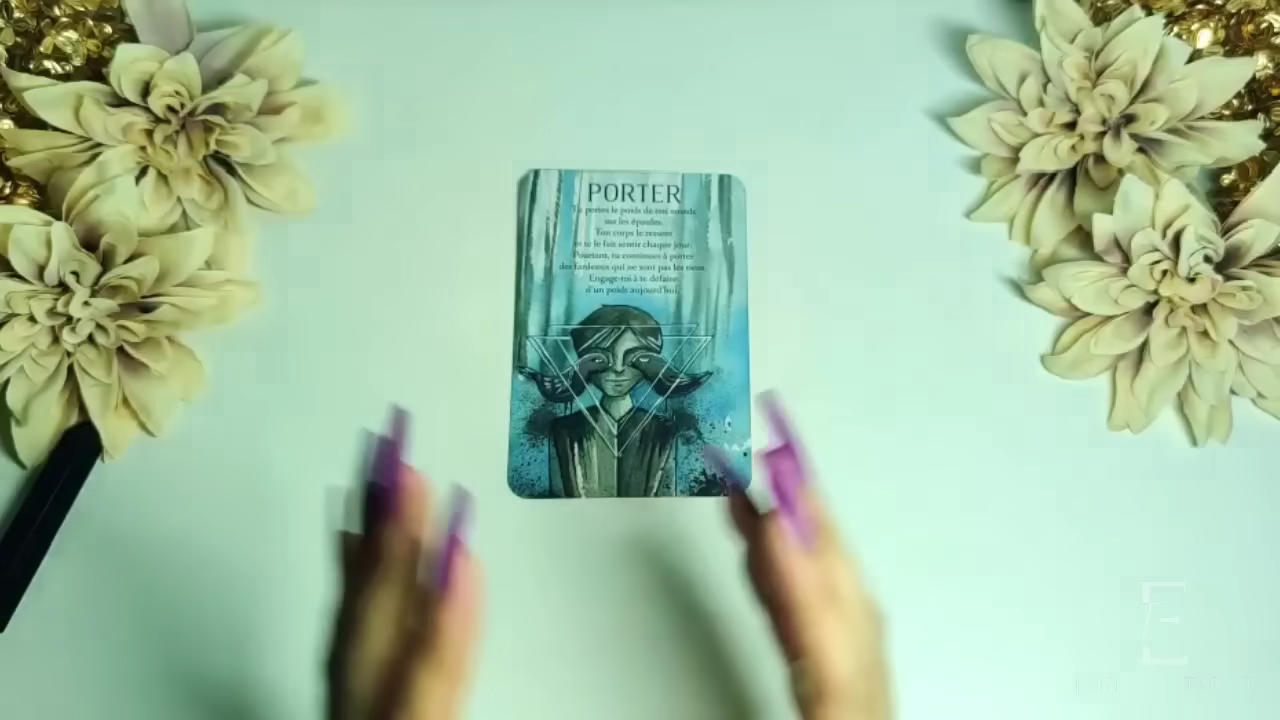 PORTER
Tu portes le poids de ton monde
sur les épaules.
Ton corps le ressent
et te le fait sentir chaque jour.
Pourtant, tu continues à porter
des fardeaux qui ne sont pas les tiens.
Engage-toi à te défaire
d'un poids aujourd'hui.
E